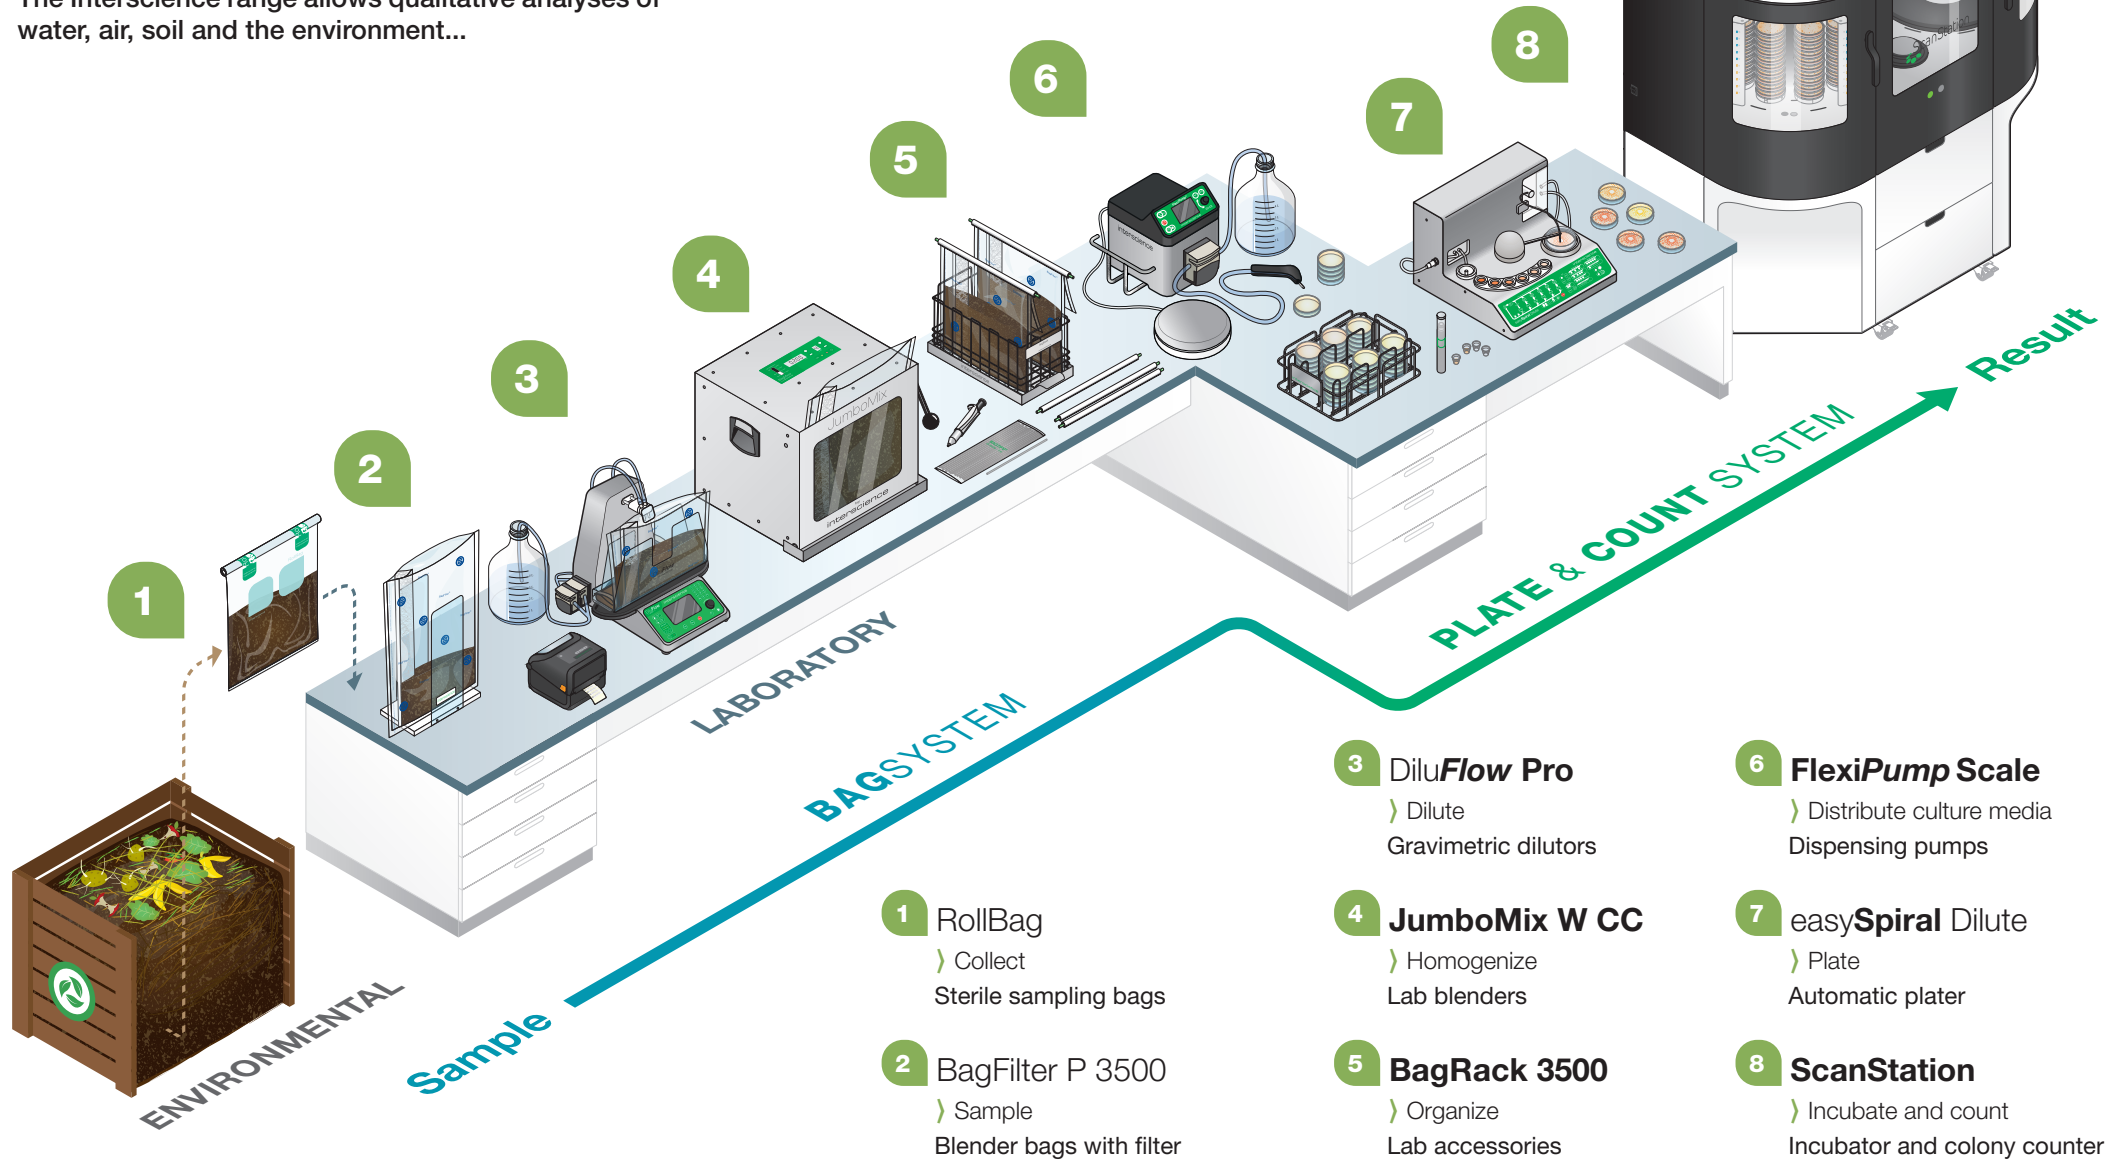 The Interscience range allows qualitative analyses of
water, air, soil and the environment...
1
2
3
4
5
6
7
8
ScanStation
interscience
JumboMix
interscience
LABORATORY
ENVIRONMENTAL
Sample
BAGSYSTEM
PLATE & COUNT SYSTEM
Result
1 RollBag
⟩ Collect
Sterile sampling bags
2 BagFilter P 3500
⟩ Sample
Blender bags with filter
3 DiluFlow Pro
⟩ Dilute
Gravimetric dilutors
4 JumboMix W CC
⟩ Homogenize
Lab blenders
5 BagRack 3500
⟩ Organize
Lab accessories
6 FlexiPump Scale
⟩ Distribute culture media
Dispensing pumps
7 easySpiral Dilute
⟩ Plate
Automatic plater
8 ScanStation
⟩ Incubate and count
Incubator and colony counter